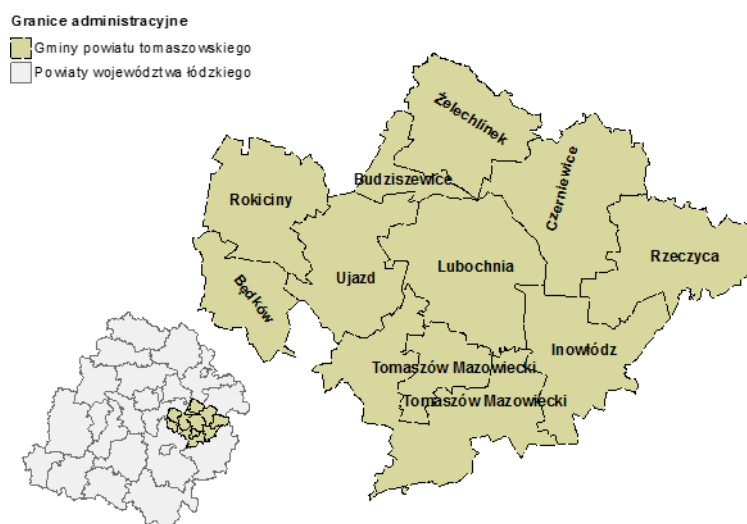 Granice administracyjne
Gminy powiatu tomaszowskiego
Powiaty województwa łódzkiego
Żelechlinek
Budziszewice
Czerniewice
Rokiciny
Rzeczyca
Lubochnia
Ujazd
Będków
Inowłódz
Tomaszów Mazowiecki
Tomaszów Mazowiecki